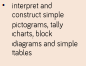 • interpret and
construct simple
pictograms, tally
charts, block
diagrams and simple
tables